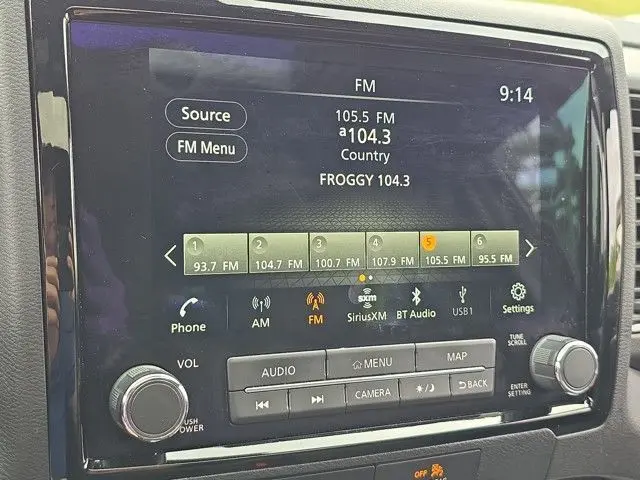 FM
9:14
Source
105.5 FM
a104.3
FM Menu
Country
FROGGY 104.3
1 2 3 4 5 6
93.7 FM 104.7 FM 100.7 FM 107.9 FM 105.5 FM 95.5 FM
Phone AM FM sxm SiriusXM BT Audio USB1 Settings
VOL
AUDIO MENU MAP
TUNE
SCROLL
CAMERA BACK
PUSH
POWER
ENTER
SETTING
OFF